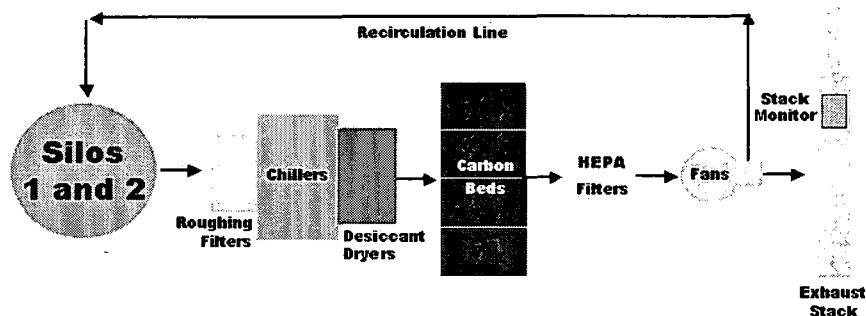 Recirculation Line
Silos
1 and 2
Roughing
Filters
Chillers
Desiccant
Dryers
Carbon
Beds
HEPA
Filters
Fans
Stack
Monitor
Exhaust
Stack